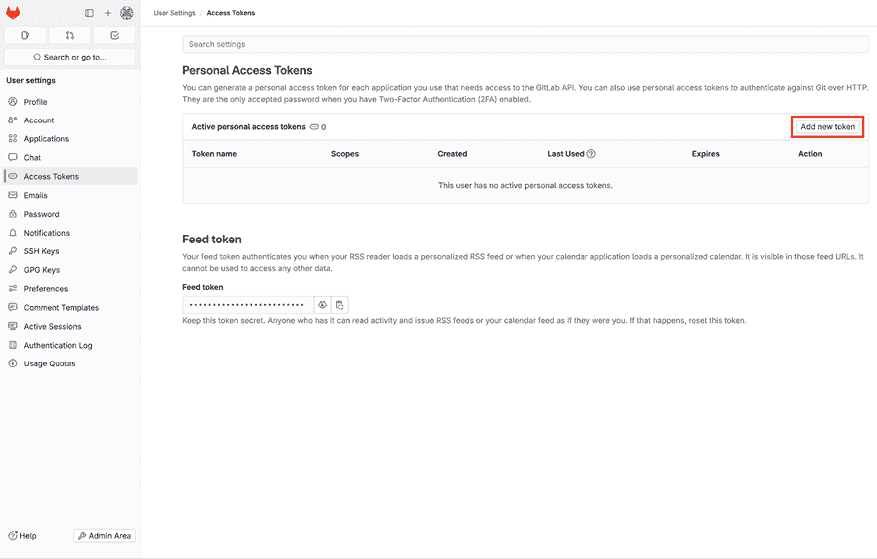 User Settings / Access Tokens
Search or go to...
User settings
Profile
Account
Applications
Chat
Access Tokens
Emails
Password
Notifications
SSH Keys
GPG Keys
Preferences
Comment Templates
Active Sessions
Authentication Log
Usage Quotas
Help
Admin Area
Search settings
Personal Access Tokens
You can generate a personal access token for each application you use that needs access to the GitLab API. You can also use personal access tokens to authenticate against Git over HTTP.
They are the only accepted password when you have Two-Factor Authentication (2FA) enabled.
Active personal access tokens 0
Add new token
Token name Scopes Created Last Used Expires Action
This user has no active personal access tokens.
Feed token
Your feed token authenticates you when your RSS reader loads a personalized RSS feed or when your calendar application loads a personalized calendar. It is visible in those feed URLs. It
cannot be used to access any other data.
Feed token
Keep this token secret. Anyone who has it can read activity and issue RSS feeds or your calendar feed as if they were you. If that happens, reset this token.